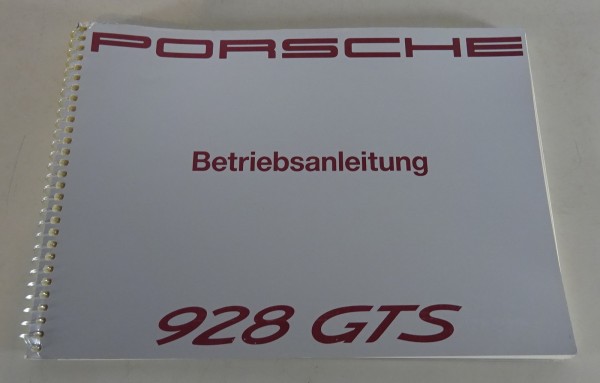 PORSCHE
Betriebsanleitung
928 GTS